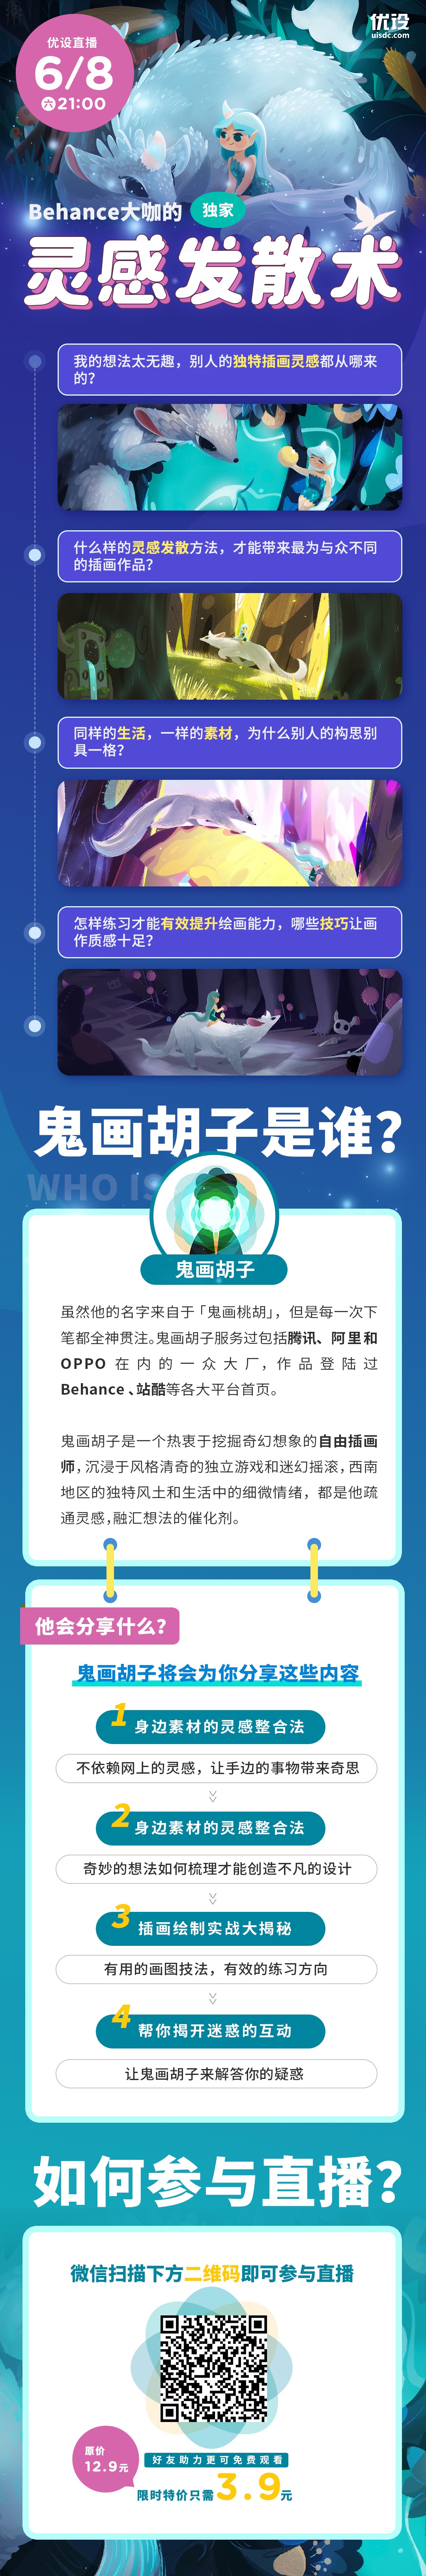 优设直播
6/8
六 21:00
优设
uisdc.com
Behance大咖的 独家
灵感发散术
我的想法太无趣，别人的独特插画灵感都从哪来
的？
什么样的灵感发散方法，才能带来最为与众不同
的插画作品？
同样的生活，一样的素材，为什么别人的构思别
具一格？
怎样练习才能有效提升绘画能力，哪些技巧让画
作质感十足？
鬼画胡子是谁？
WHO IS
鬼画胡子
虽然他的名字来自于「鬼画桃胡」，但是每一次下
笔都全神贯注。鬼画胡子服务过包括腾讯、阿里和
OPPO 在内的一众大厂，作品登陆过
Behance 、站酷等各大平台首页。
鬼画胡子是一个热衷于挖掘奇幻想象的自由插画
师，沉浸于风格清奇的独立游戏和迷幻摇滚，西南
地区的独特风土和生活中的细微情绪，都是他疏
通灵感，融汇想法的催化剂。
他会分享什么？
鬼画胡子将会为你分享这些内容
1 身边素材的灵感整合法
不依赖网上的灵感，让手边的事物带来奇思
2 身边素材的灵感整合法
奇妙的想法如何梳理才能创造不凡的设计
3 插画绘制实战大揭秘
有用的画图技法，有效的练习方向
4 帮你揭开迷惑的互动
让鬼画胡子来解答你的疑惑
如何参与直播？
微信扫描下方二维码即可参与直播
好友助力更可免费观看
原价
12.9元
限时特价只需3.9元